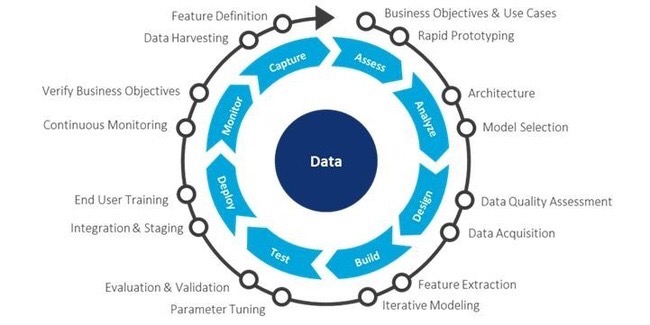 Business Objectives & Use Cases
Rapid Prototyping
Architecture
Model Selection
Data Quality Assessment
Data Acquisition
Feature Extraction
Iterative Modeling
Parameter Tuning
Evaluation & Validation
Integration & Staging
End User Training
Continuous Monitoring
Verify Business Objectives
Data Harvesting
Feature Definition
Assess
Analyze
Design
Build
Test
Deploy
Monitor
Capture
Data